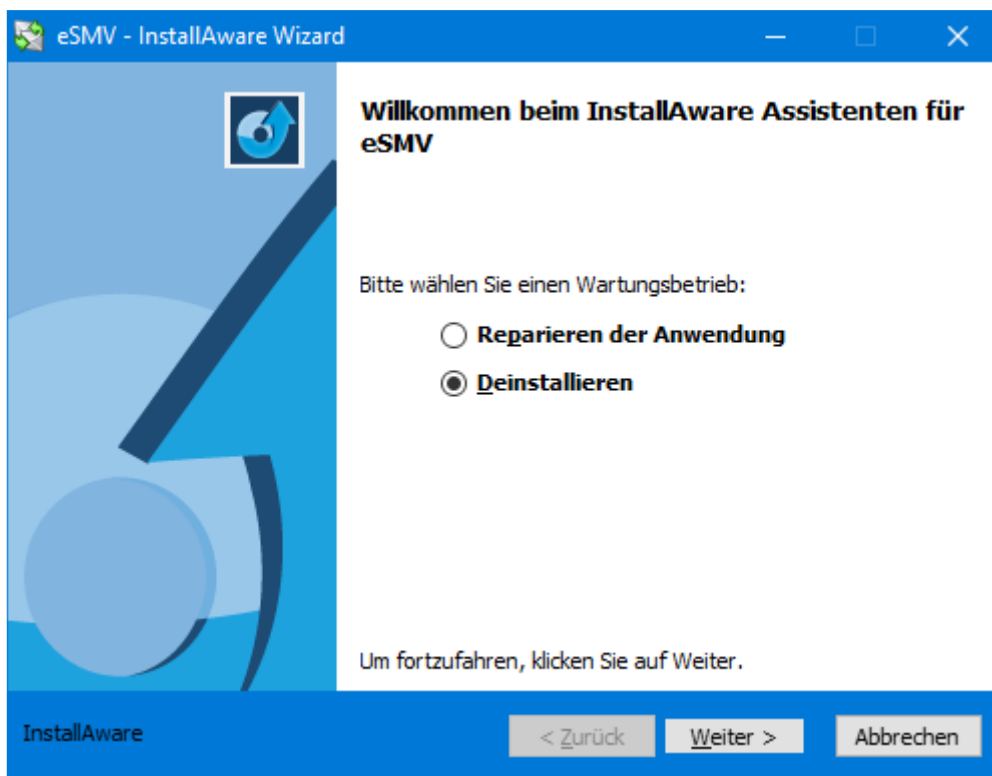 eSMV - InstallAware Wizard
Willkommen beim InstallAware Assistenten für
eSMV
Bitte wählen Sie einen Wartungsbetrieb:
Reparieren der Anwendung
Deinstallieren
Um fortzufahren, klicken Sie auf Weiter.
InstallAware
< Zurück
Weiter >
Abbrechen